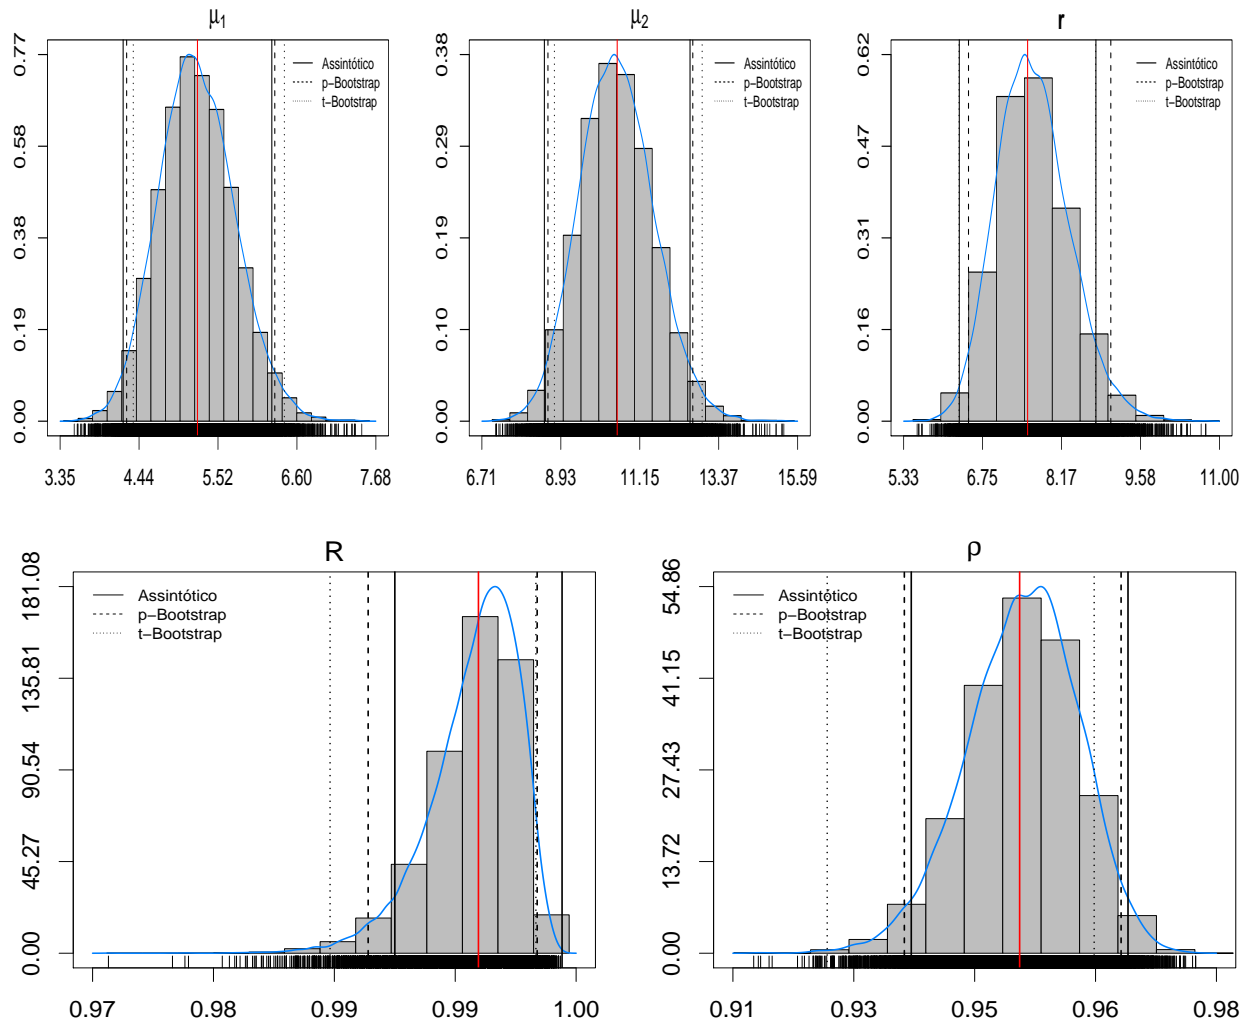 μ1
0.00 0.19 0.38 0.58 0.77
Assintótico
p−Bootstrap
t−Bootstrap
3.35 4.44 5.52 6.60 7.68
μ2
0.00 0.10 0.19 0.29 0.38
Assintótico
p−Bootstrap
t−Bootstrap
6.71 8.93 11.15 13.37 15.59
r
0.00 0.16 0.31 0.47 0.62
Assintótico
p−Bootstrap
t−Bootstrap
5.33 6.75 8.17 9.58 11.00
R
0.00 45.27 90.54 135.81 181.08
Assintótico
p−Bootstrap
t−Bootstrap
0.97 0.98 0.99 0.99 1.00
ρ
0.00 13.72 27.43 41.15 54.86
Assintótico
p−Bootstrap
t−Bootstrap
0.91 0.93 0.95 0.96 0.98